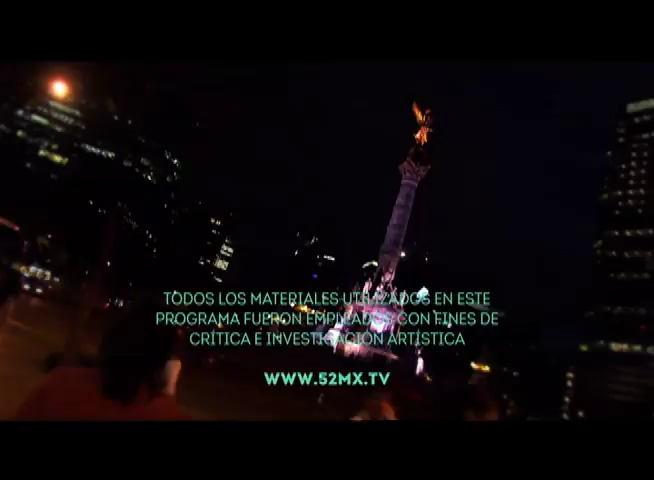 TODOS LOS MATERIALES UTILIZADOS EN ESTE
PROGRAMA FUERON EMPLEADOS CON FINES DE
CRÍTICA E INVESTIGACIÓN ARTÍSTICA
WWW.52MX.TV